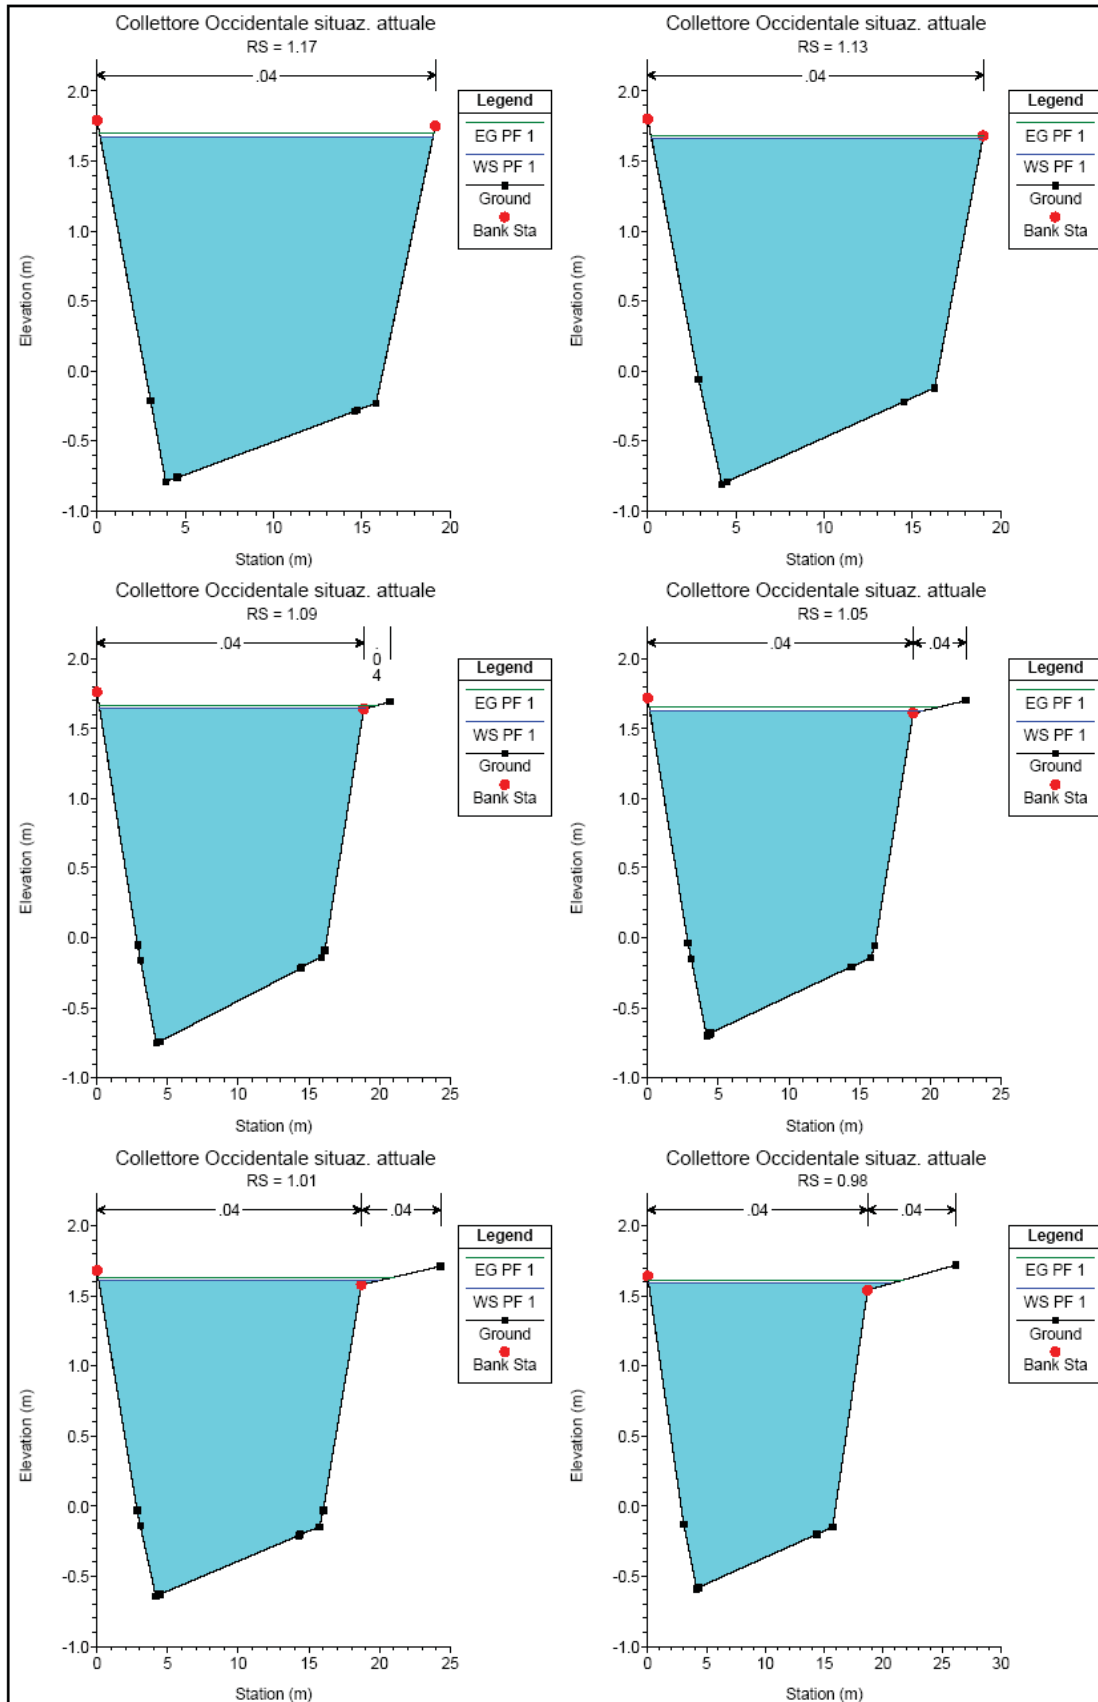 Collettore Occidentale situaz. attuale
RS = 1.17
.04
2.0
1.5
1.0
0.5
0.0
-0.5
-1.0
Elevation (m)
0 5 10 15 20
Station (m)
Legend
EG PF 1
WS PF 1
Ground
Bank Sta
Collettore Occidentale situaz. attuale
RS = 1.13
.04
2.0
1.5
1.0
0.5
0.0
-0.5
-1.0
Elevation (m)
0 5 10 15 20
Station (m)
Legend
EG PF 1
WS PF 1
Ground
Bank Sta
Collettore Occidentale situaz. attuale
RS = 1.09
.04 .04
2.0
1.5
1.0
0.5
0.0
-0.5
-1.0
Elevation (m)
0 5 10 15 20 25
Station (m)
Legend
EG PF 1
WS PF 1
Ground
Bank Sta
Collettore Occidentale situaz. attuale
RS = 1.05
.04 .04
2.0
1.5
1.0
0.5
0.0
-0.5
-1.0
Elevation (m)
0 5 10 15 20 25
Station (m)
Legend
EG PF 1
WS PF 1
Ground
Bank Sta
Collettore Occidentale situaz. attuale
RS = 1.01
.04 .04
2.0
1.5
1.0
0.5
0.0
-0.5
-1.0
Elevation (m)
0 5 10 15 20 25
Station (m)
Legend
EG PF 1
WS PF 1
Ground
Bank Sta
Collettore Occidentale situaz. attuale
RS = 0.98
.04 .04
2.0
1.5
1.0
0.5
0.0
-0.5
-1.0
Elevation (m)
0 5 10 15 20 25 30
Station (m)
Legend
EG PF 1
WS PF 1
Ground
Bank Sta